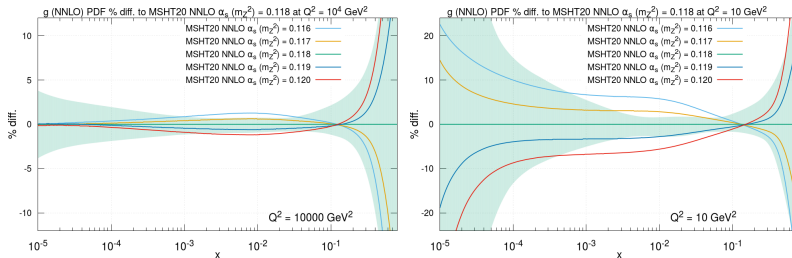 g (NNLO) PDF % diff. to MSHT20 NNLO αs (mZ²) = 0.118 at Q² = 10⁴ GeV²
MSHT20 NNLO αs (mZ²) = 0.116
MSHT20 NNLO αs (mZ²) = 0.117
MSHT20 NNLO αs (mZ²) = 0.118
MSHT20 NNLO αs (mZ²) = 0.119
MSHT20 NNLO αs (mZ²) = 0.120
% diff.
10
5
0
-5
-10
Q² = 10000 GeV²
10⁻⁵ 10⁻⁴ 10⁻³ 10⁻² 10⁻¹
x
g (NNLO) PDF % diff. to MSHT20 NNLO αs (mZ²) = 0.118 at Q² = 10 GeV²
MSHT20 NNLO αs (mZ²) = 0.116
MSHT20 NNLO αs (mZ²) = 0.117
MSHT20 NNLO αs (mZ²) = 0.118
MSHT20 NNLO αs (mZ²) = 0.119
MSHT20 NNLO αs (mZ²) = 0.120
% diff.
20
10
0
-10
-20
Q² = 10 GeV²
10⁻⁵ 10⁻⁴ 10⁻³ 10⁻² 10⁻¹
x